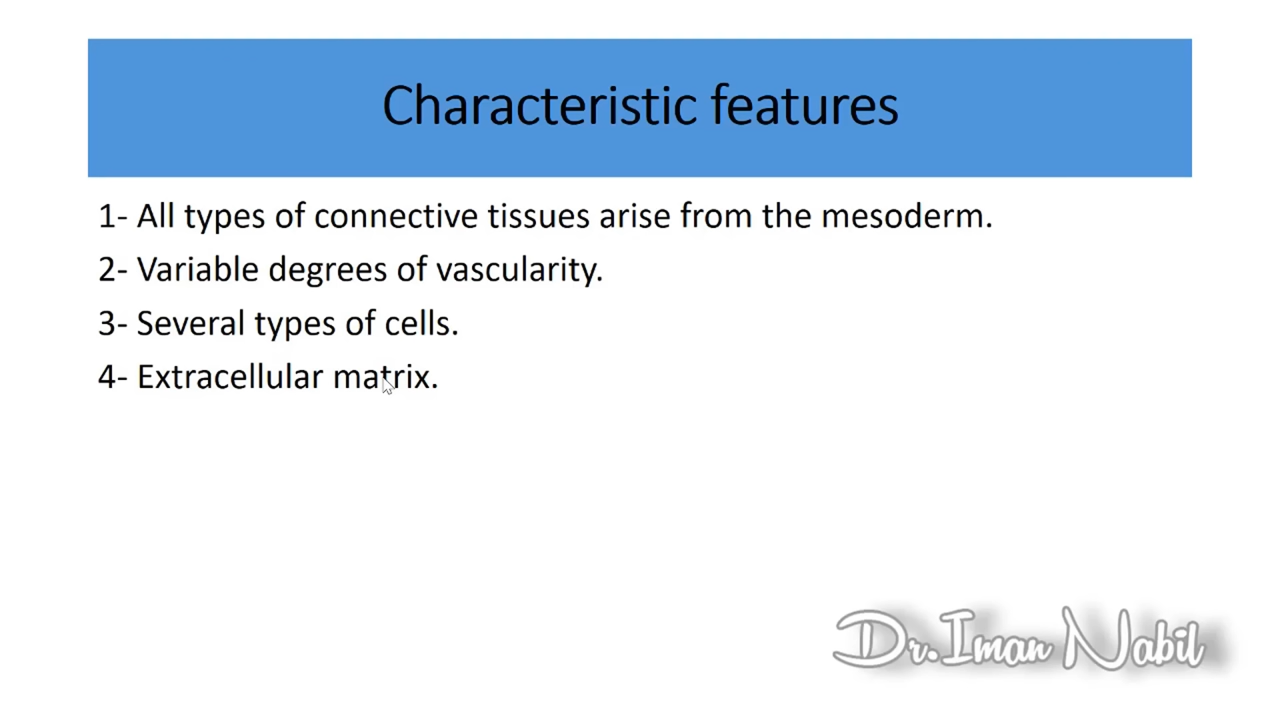 Characteristic features
1- All types of connective tissues arise from the mesoderm.
2- Variable degrees of vascularity.
3- Several types of cells.
4- Extracellular matrix.
Dr.Iman Nabil